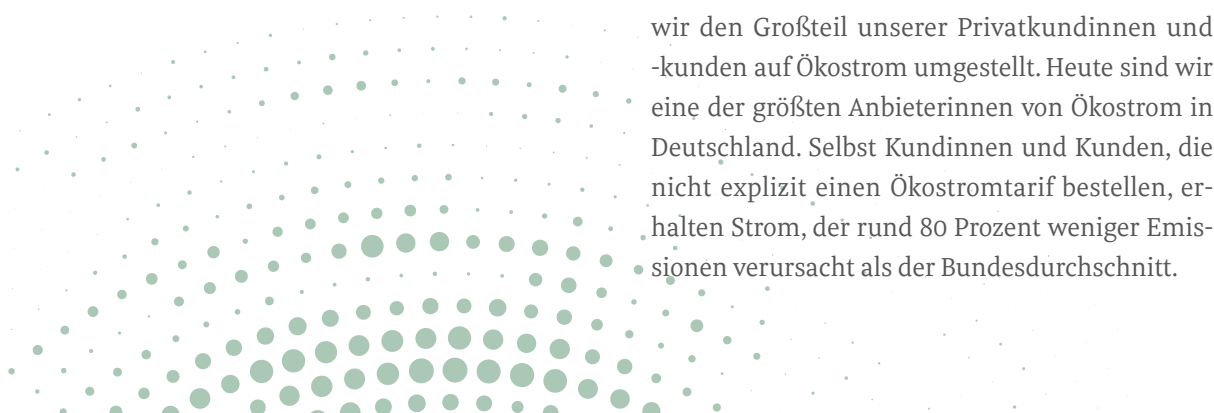 wir den Großteil unserer Privatkundinnen und
-kunden auf Ökostrom umgestellt. Heute sind wir
eine der größten Anbieterinnen von Ökostrom in
Deutschland. Selbst Kundinnen und Kunden, die
nicht explizit einen Ökostromtarif bestellen, er-
halten Strom, der rund 80 Prozent weniger Emis-
sionen verursacht als der Bundesdurchschnitt.